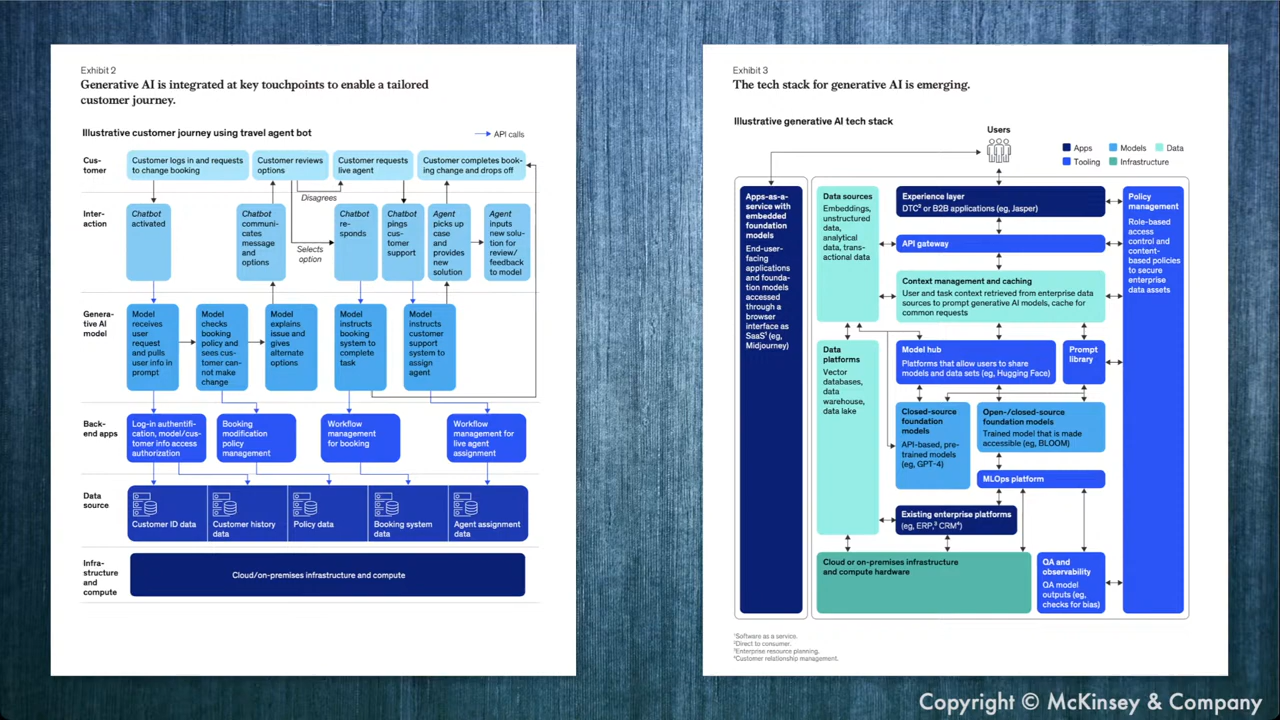 Exhibit 2
Generative AI is integrated at key touchpoints to enable a tailored
customer journey.
Illustrative customer journey using travel agent bot
API calls
Cus-
tomer
Customer logs in and requests
to change booking
Customer reviews
options
Customer requests
live agent
Customer completes book-
ing change and drops off
Disagrees
Inter-
action
Chatbot
activated
Chatbot
communi-
cates
message
and
options
Selects
option
Chatbot
re-
sponds
Chatbot
pings
cus-
tomer
support
Agent
picks up
case
and
provides
new
solution
Agent
inputs
new solu-
tion for
review/
feedback
to model
Genera-
tive AI
model
Model
receives
user
request
and pulls
user info in
prompt
Model
checks
booking
policy and
sees cus-
tomer can-
not make
change
Model
explains
issue and
gives
alternate
options
Model
instructs
booking
system to
complete
task
Model
instructs
customer
support
system to
assign
agent
Back-
end apps
Log-in authentifi-
cation, model/cus-
tomer info access
authorization
Booking
modification
policy
management
Workflow
management
for booking
Workflow
management for
live agent
assignment
Data
source
Customer ID data
Customer history
data
Policy data
Booking system
data
Agent assignment
data
Infra-
structure
and
compute
Cloud/on-premises infrastructure and compute
Exhibit 3
The tech stack for generative AI is emerging.
Illustrative generative AI tech stack
Users
Apps
Models
Data
Tooling
Infrastructure
Apps-as-a-
service with
embedded
foundation
models
End-user-
facing
applications
and founda-
tion models
accessed
through a
browser
interface as
SaaS¹ (eg,
Midjourney)
Data sources
Embeddings,
unstructured
data,
analytical
data, trans-
actional data
Experience layer
DTC² or B2B applications (eg, Jasper)
API gateway
Context management and caching
User and task context retrieved from enterprise data
sources to prompt generative AI models, cache for
common requests
Policy
management
Role-based
access
control and
content-
based policies
to secure
enterprise
data assets
Data
platforms
Vector
databases,
data
warehouse,
data lake
Model hub
Platforms that allow users to share
models and data sets (eg, Hugging Face)
Prompt
library
Closed-source
foundation
models
API-based, pre-
trained models
(eg, GPT-4)
Open-/closed-source
foundation models
Trained model that is made
accessible (eg, BLOOM)
MLOps platform
Existing enterprise platforms
(eg, ERP,³ CRM⁴)
Cloud or on-premises infrastructure
and compute hardware
QA and
observability
QA model
outputs (eg,
checks for bias)
¹Software as a service.
²Direct to consumer.
³Enterprise resource planning.
⁴Customer relationship management.
Copyright © McKinsey & Company